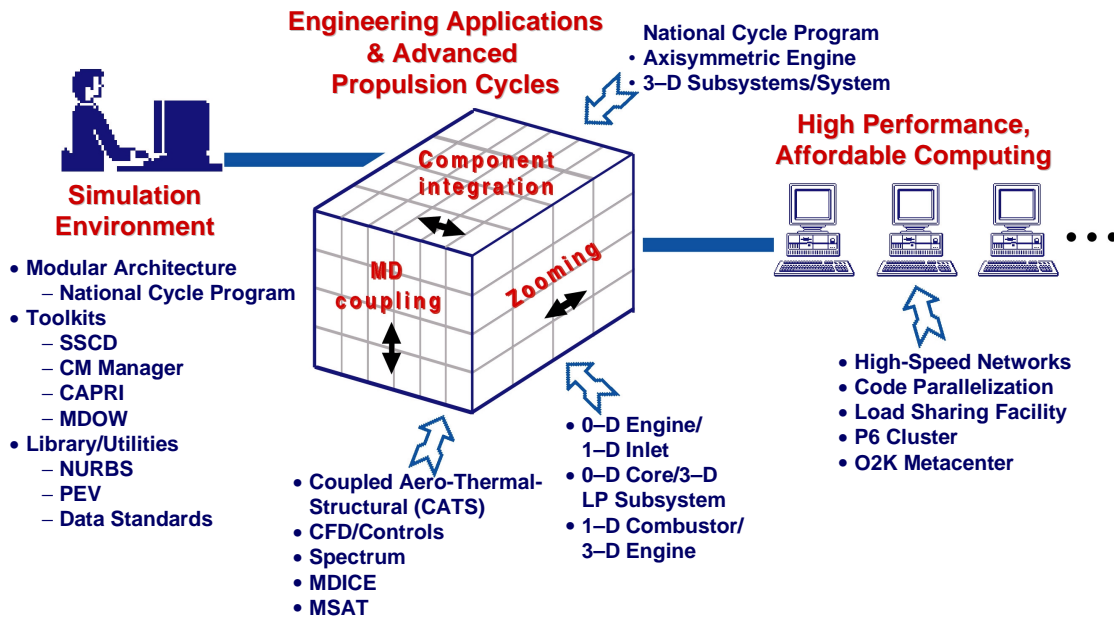 Engineering Applications
& Advanced
Propulsion Cycles
National Cycle Program
• Axisymmetric Engine
• 3–D Subsystems/System
High Performance,
Affordable Computing
Component
integration
MD
coupling
Zooming
Simulation
Environment
• Modular Architecture
– National Cycle Program
• Toolkits
– SSCD
– CM Manager
– CAPRI
– MDOW
• Library/Utilities
– NURBS
– PEV
– Data Standards
• Coupled Aero-Thermal-
Structural (CATS)
• CFD/Controls
• Spectrum
• MDICE
• MSAT
• 0–D Engine/
1–D Inlet
• 0–D Core/3–D
LP Subsystem
• 1–D Combustor/
3–D Engine
• • •
• High-Speed Networks
• Code Parallelization
• Load Sharing Facility
• P6 Cluster
• O2K Metacenter